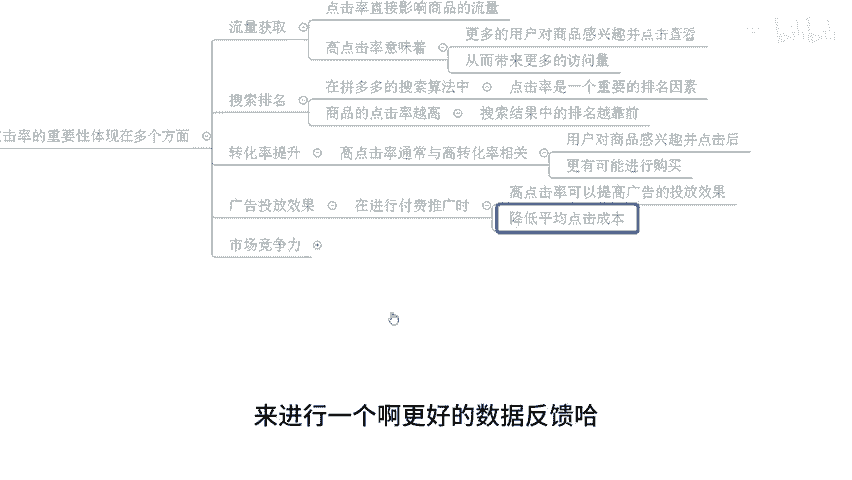 点击率直接影响商品的流量
流量获取
更多的用户对商品感兴趣并点击查看
高点击率意味着
从而带来更多的访问量
在拼多多的搜索算法中
点击率是一个重要的排名因素
搜索排名
商品的点击率越高
搜索结果中的排名越靠前
击率的重要性体现在多个方面
用户对商品感兴趣并点击后
转化率提升
高点击率通常与高转化率相关
更有可能进行购买
高点击率可以提高广告的投放效果
广告投放效果
在进行付费推广时
降低平均点击成本
市场竞争力
来进行一个啊更好的数据反馈哈
bilibili